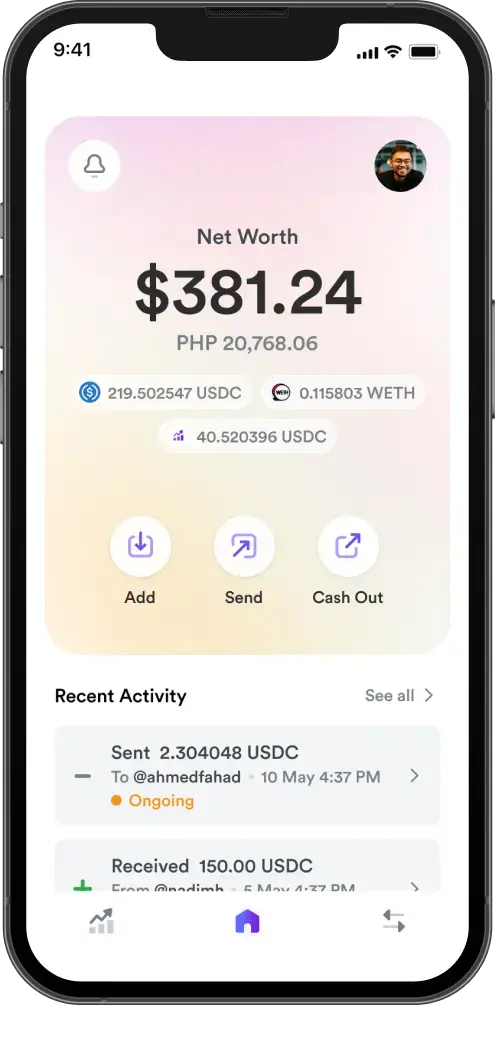 9:41
Net Worth
$381.24
PHP 20,768.06
219.502547 USDC
WETH 0.115803 WETH
40.520396 USDC
Add Send Cash Out
Recent Activity See all
Sent 2.304048 USDC
To @ahmedfahad • 10 May 4:37 PM
Ongoing
Received 150.00 USDC
From @nadimh • 5 May 4:37 PM